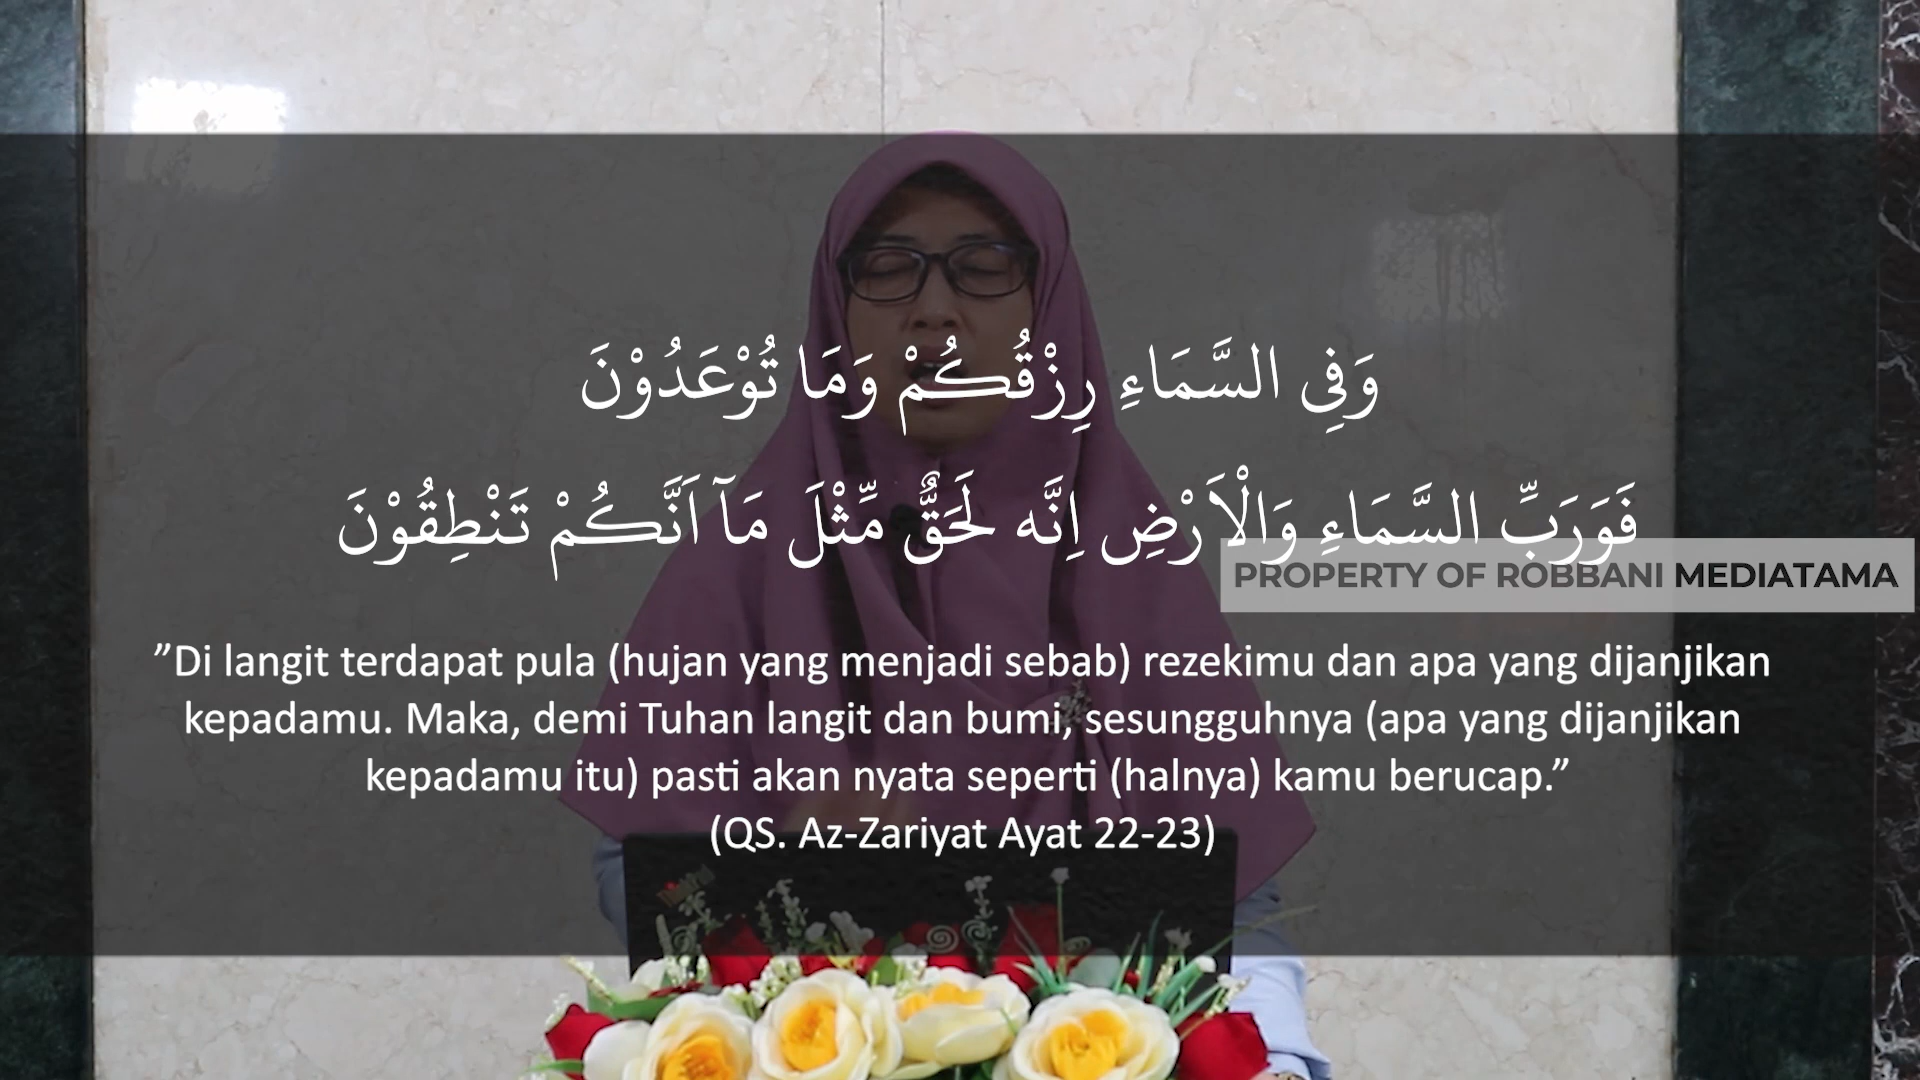 وَفِى السَّمَاءِ رِزْقُكُمْ وَمَا تُوْعَدُوْنَ
فَوَرَبِّ السَّمَاءِ وَالْاَرْضِ اِنَّه لَحَقٌّ مِّثْلَ مَآ اَنَّكُمْ تَنْطِقُوْنَ
PROPERTY OF ROBBANI MEDIATAMA
”Di langit terdapat pula (hujan yang menjadi sebab) rezekimu dan apa yang dijanjikan
kepadamu. Maka, demi Tuhan langit dan bumi, sesungguhnya (apa yang dijanjikan
kepadamu itu) pasti akan nyata seperti (halnya) kamu berucap.”
(QS. Az-Zariyat Ayat 22-23)